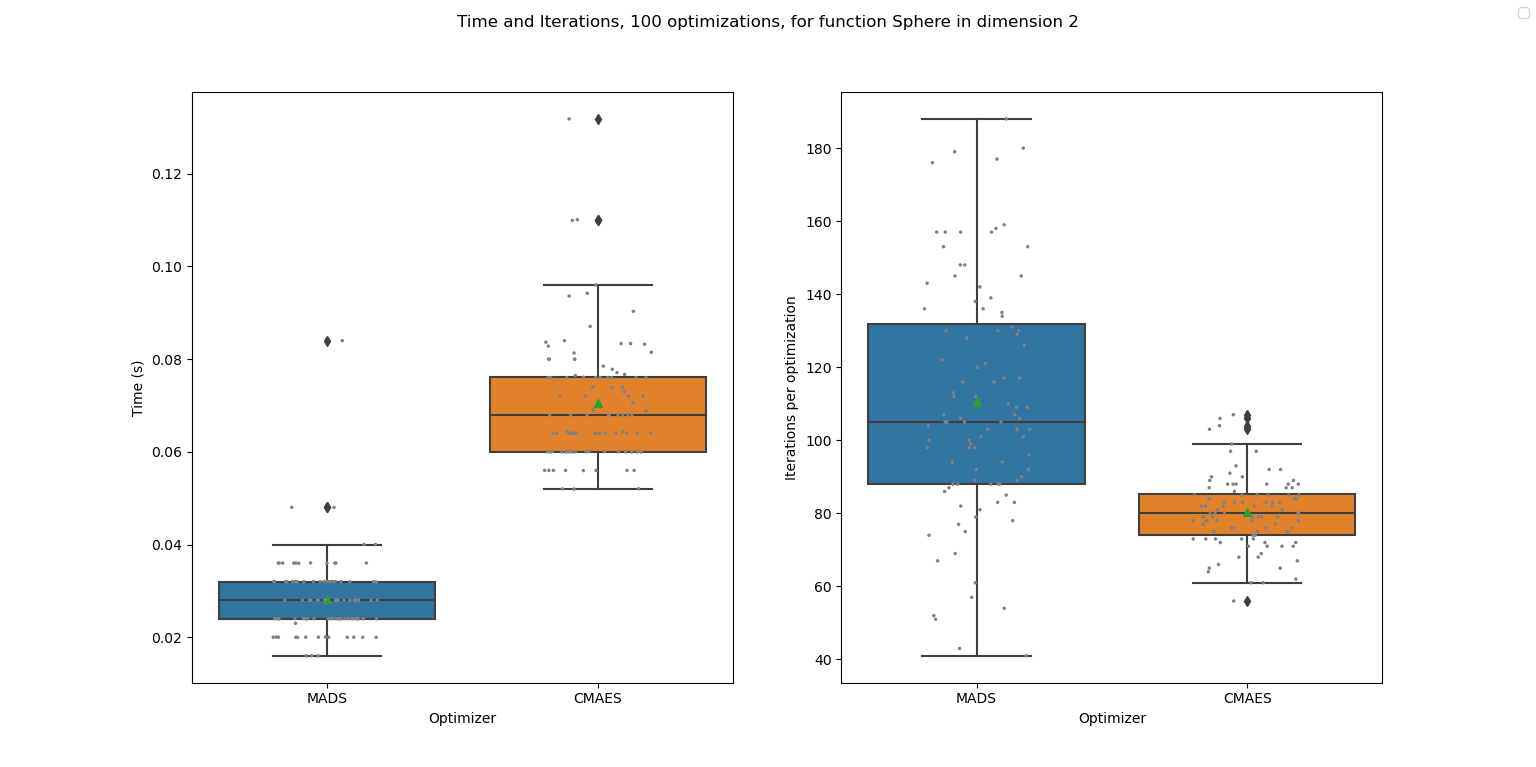 Time and Iterations, 100 optimizations, for function Sphere in dimension 2
Time (s)
0.12
0.10
0.08
0.06
0.04
0.02
MADS
CMAES
Optimizer
Iterations per optimization
180
160
140
120
100
80
60
40
MADS
CMAES
Optimizer